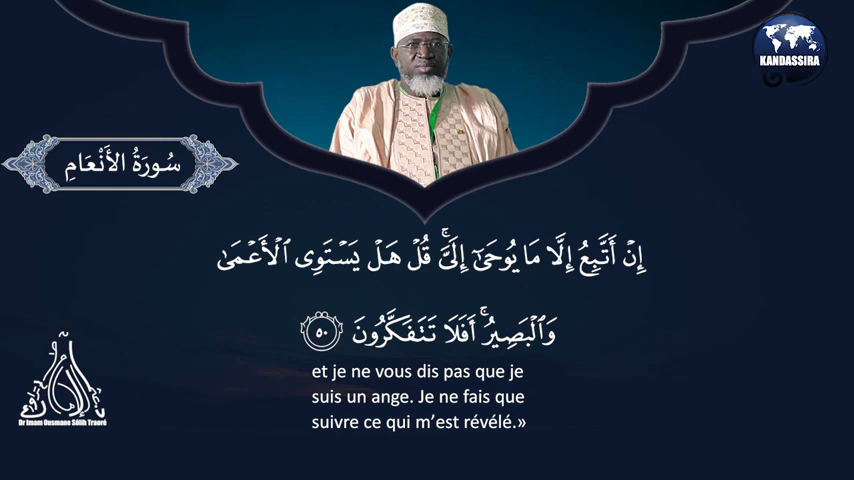 KANDASSIRA
سُورَةُ الأَنْعَامِ
إِنۡ أَتَّبِعُ إِلَّا مَا يُوحَىٰٓ إِلَيَّۚ قُلۡ هَلۡ يَسۡتَوِي ٱلۡأَعۡمَىٰ
وَٱلۡبَصِيرُۚ أَفَلَا تَتَفَكَّرُونَ ٥٠
et je ne vous dis pas que je
suis un ange. Je ne fais que
suivre ce qui m’est révélé.»
Dr Imam Ousmane Sölih Traoré